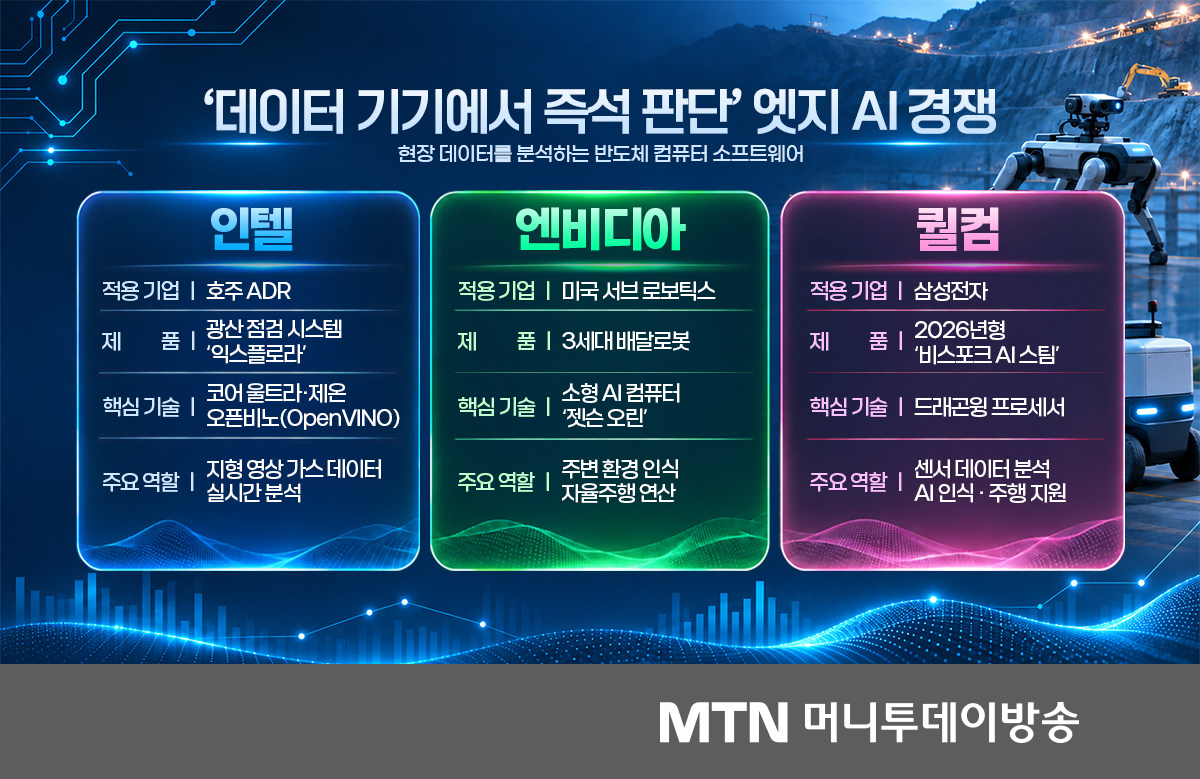 ‘데이터 기기에서 즉석 판단’ 엣지 AI 경쟁
현장 데이터를 분석하는 반도체 컴퓨터 소프트웨어
인텔
적용 기업 | 호주 ADR
제 품 | 광산 점검 시스템
‘익스플로라’
핵심 기술 | 코어 울트라·제온
오픈비노(OpenVINO)
주요 역할 | 지형 영상 가스 데이터
실시간 분석
엔비디아
적용 기업 | 미국 서브 로보틱스
제 품 | 3세대 배달로봇
핵심 기술 | 소형 AI 컴퓨터
‘젯슨 오린’
주요 역할 | 주변 환경 인식
자율주행 연산
퀄컴
적용 기업 | 삼성전자
제 품 | 2026년형
‘비스포크 AI 스팀’
핵심 기술 | 드래곤윙 프로세서
주요 역할 | 센서 데이터 분석
AI 인식 · 주행 지원
MTN 머니투데이방송